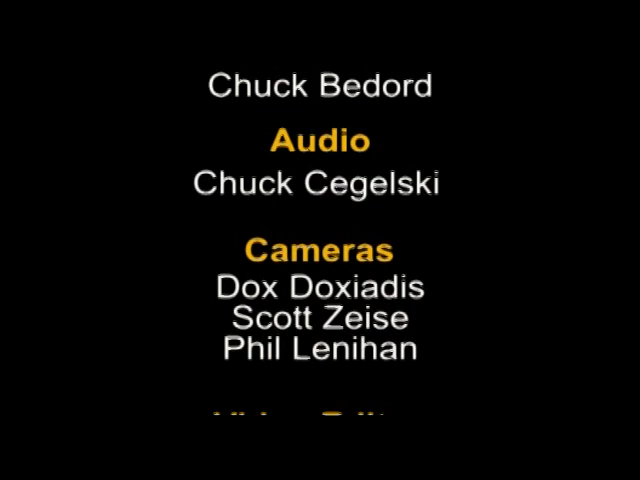 Chuck Bedord
Audio
Chuck Cegelski
Cameras
Dox Doxiadis
Scott Zeise
Phil Lenihan